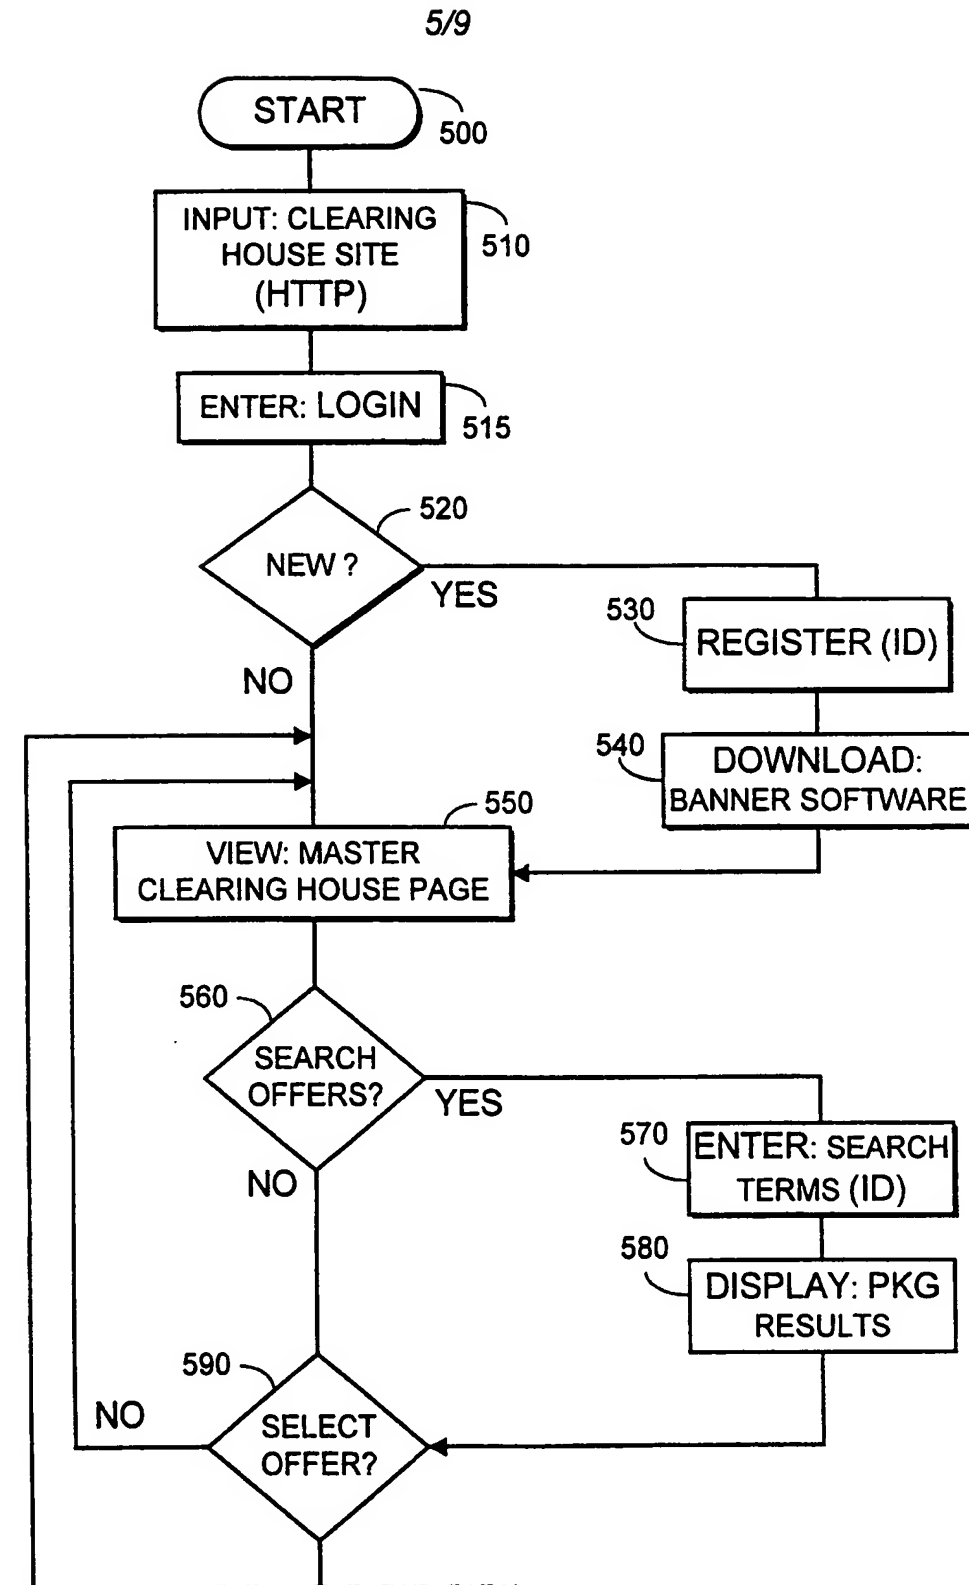 5/9
START
500
INPUT: CLEARING
HOUSE SITE
(HTTP)
510
ENTER: LOGIN
515
520
NEW ?
YES
530
REGISTER (ID)
NO
540
DOWNLOAD:
BANNER SOFTWARE
550
VIEW: MASTER
CLEARING HOUSE PAGE
560
SEARCH
OFFERS?
YES
570
ENTER: SEARCH
TERMS (ID)
NO
580
DISPLAY: PKG
RESULTS
590
NO
SELECT
OFFER?